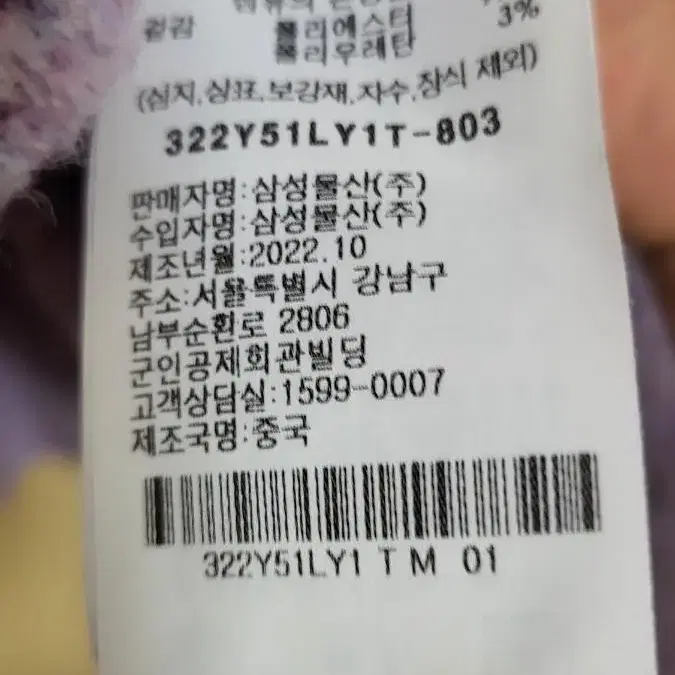 겉감 폴리에스터 3%
폴리우레탄
(심지,상표,보강재,자수,장식 제외)
322Y51LY1T-803
판매자명:삼성물산(주)
수입자명:삼성물산(주)
제조년월:2022.10
주소:서울특별시 강남구
남부순환로 2806
군인공제회관빌딩
고객상담실:1599-0007
제조국명:중국
322Y51LY1 T M 01